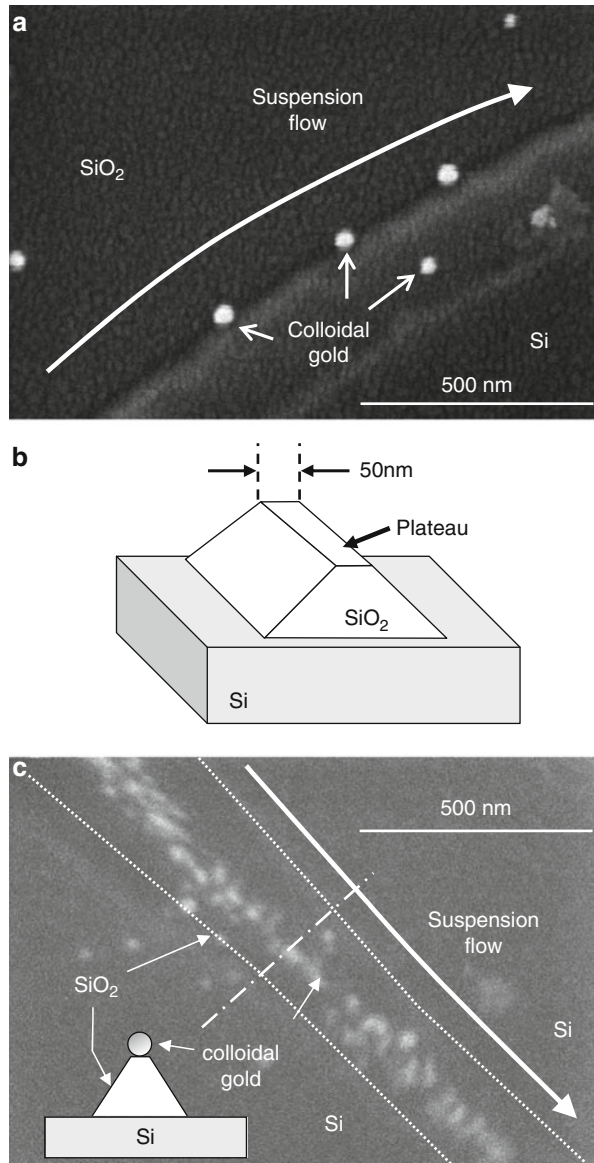 a
Suspension
flow
SiO₂
Colloidal
gold
Si
500 nm
b
50nm
Plateau
SiO₂
Si
c
500 nm
Suspension
flow
SiO₂
Si
colloidal
gold
Si
Si